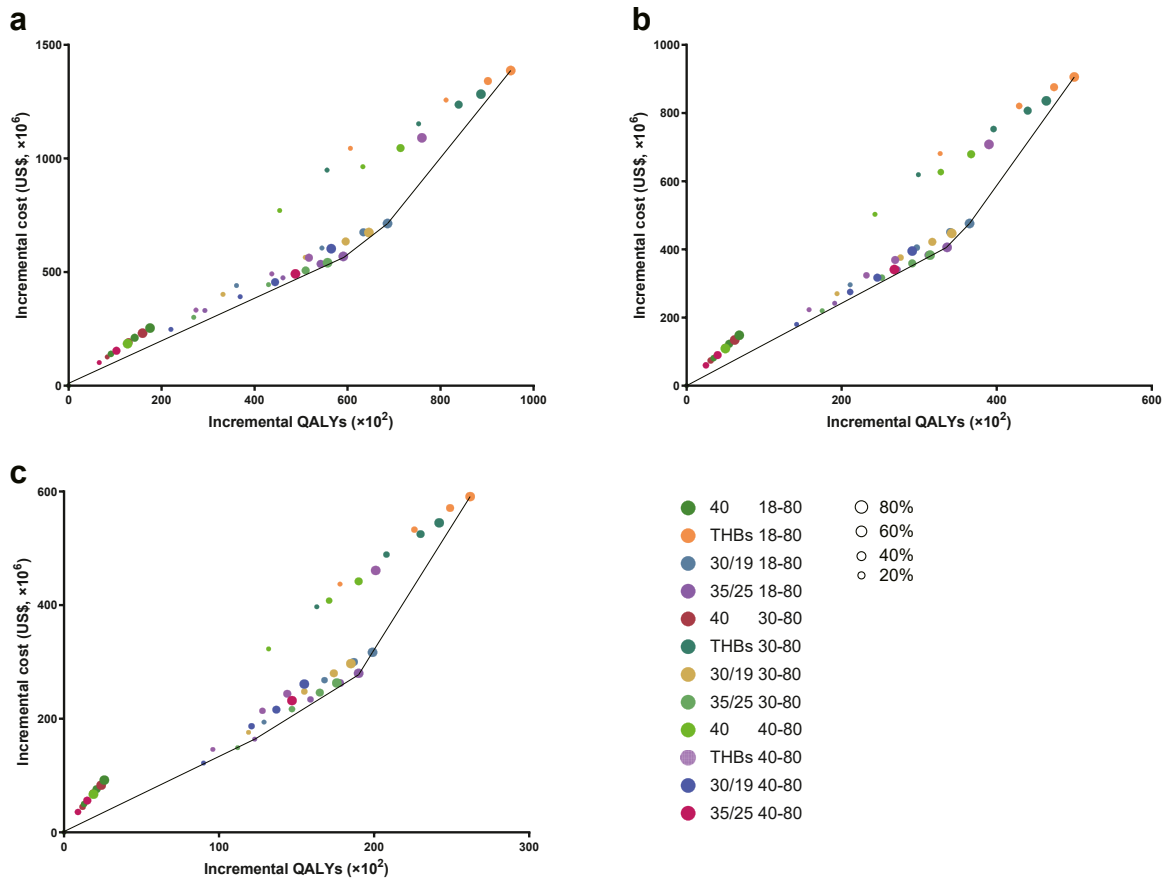 a
1500
1000
500
0
Incremental cost (US$, ×10⁶)
0 200 400 600 800 1000
Incremental QALYs (×10²)
b
1000
800
600
400
200
0
Incremental cost (US$, ×10⁶)
0 200 400 600
Incremental QALYs (×10²)
c
600
400
200
0
Incremental cost (US$, ×10⁶)
0 100 200 300
Incremental QALYs (×10²)
40 18-80
THBs 18-80
30/19 18-80
35/25 18-80
40 30-80
THBs 30-80
30/19 30-80
35/25 30-80
40 40-80
THBs 40-80
30/19 40-80
35/25 40-80
80%
60%
40%
20%